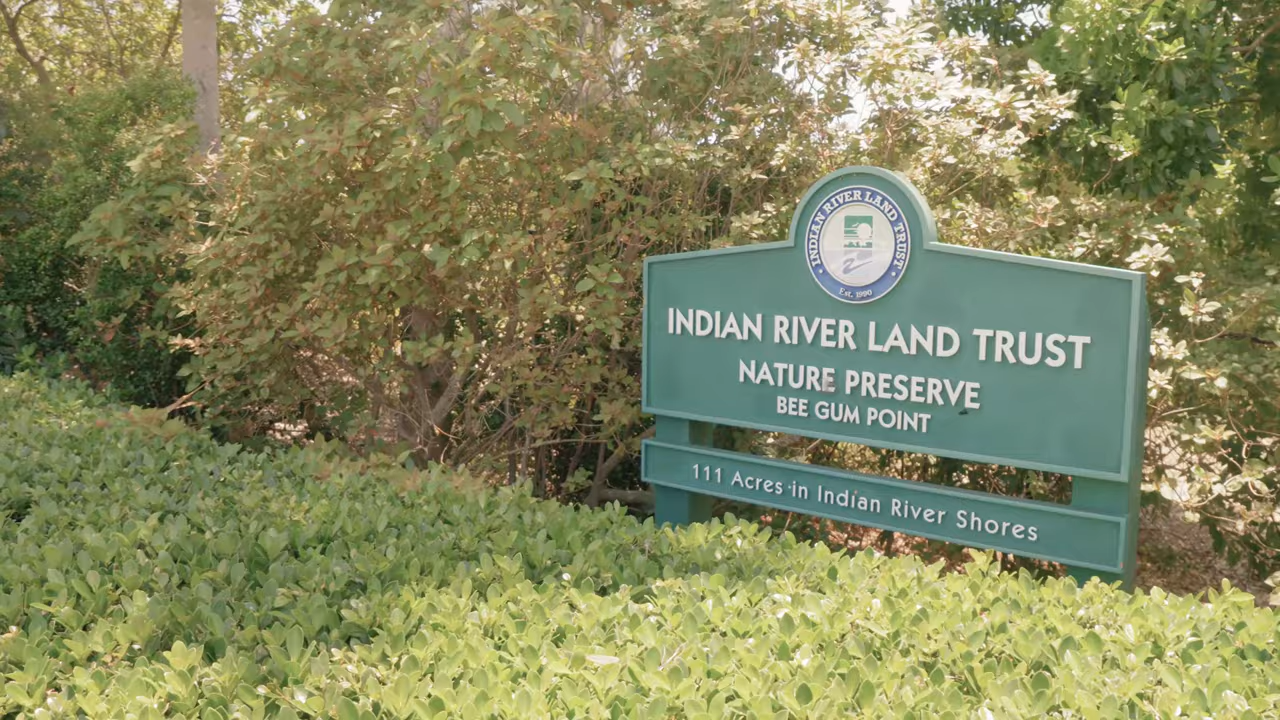 INDIAN RIVER LAND TRUST
Est. 1990
INDIAN RIVER LAND TRUST
NATURE PRESERVE
BEE GUM POINT
111 Acres in Indian River Shores